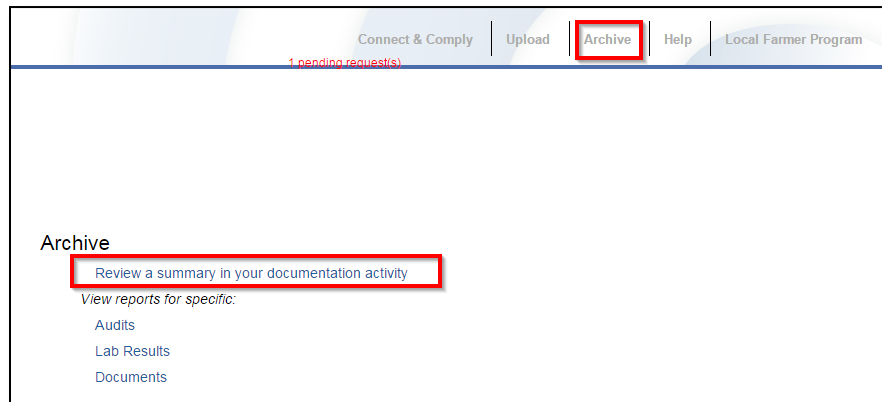 Connect & Comply Upload Archive Help Local Farmer Program
1 pending request(s)
Archive
Review a summary in your documentation activity
View reports for specific:
Audits
Lab Results
Documents